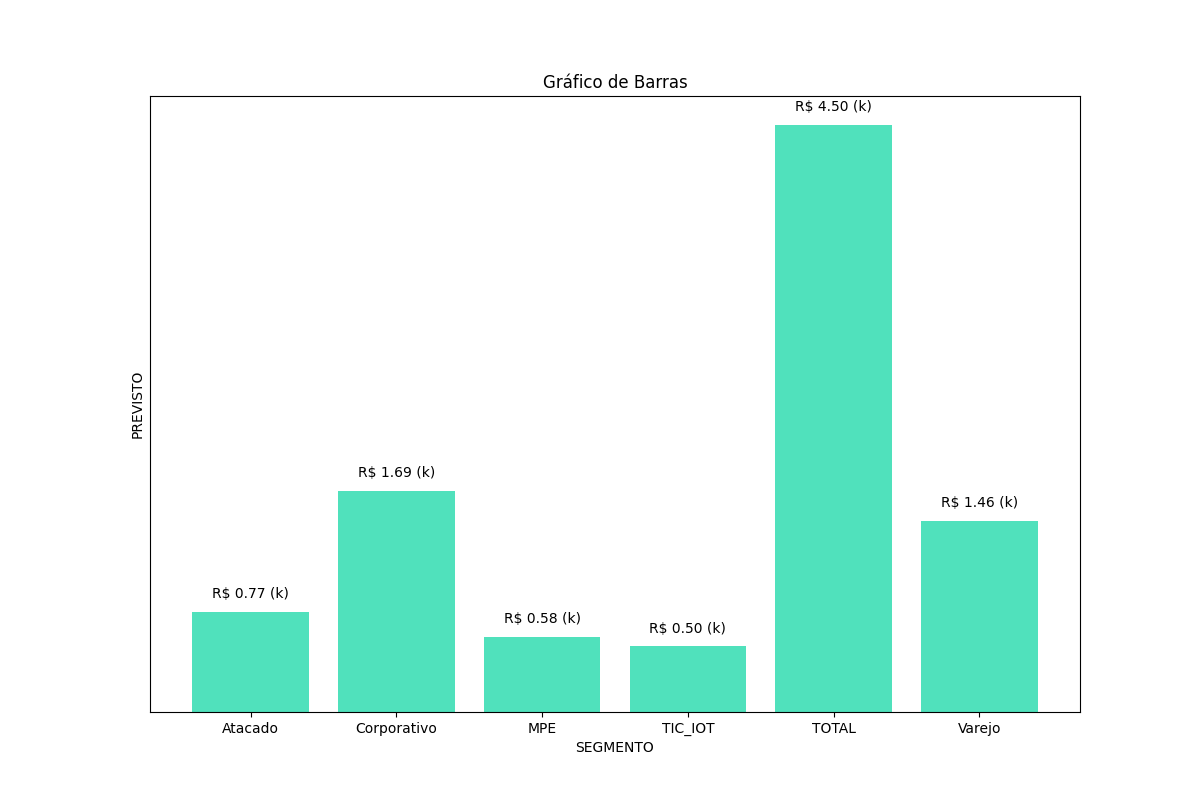 Gráfico de Barras
R$ 4.50 (k)
R$ 1.69 (k)
R$ 1.46 (k)
R$ 0.77 (k)
R$ 0.58 (k)
R$ 0.50 (k)
PREVISTO
Atacado Corporativo MPE TIC_IOT TOTAL Varejo
SEGMENTO